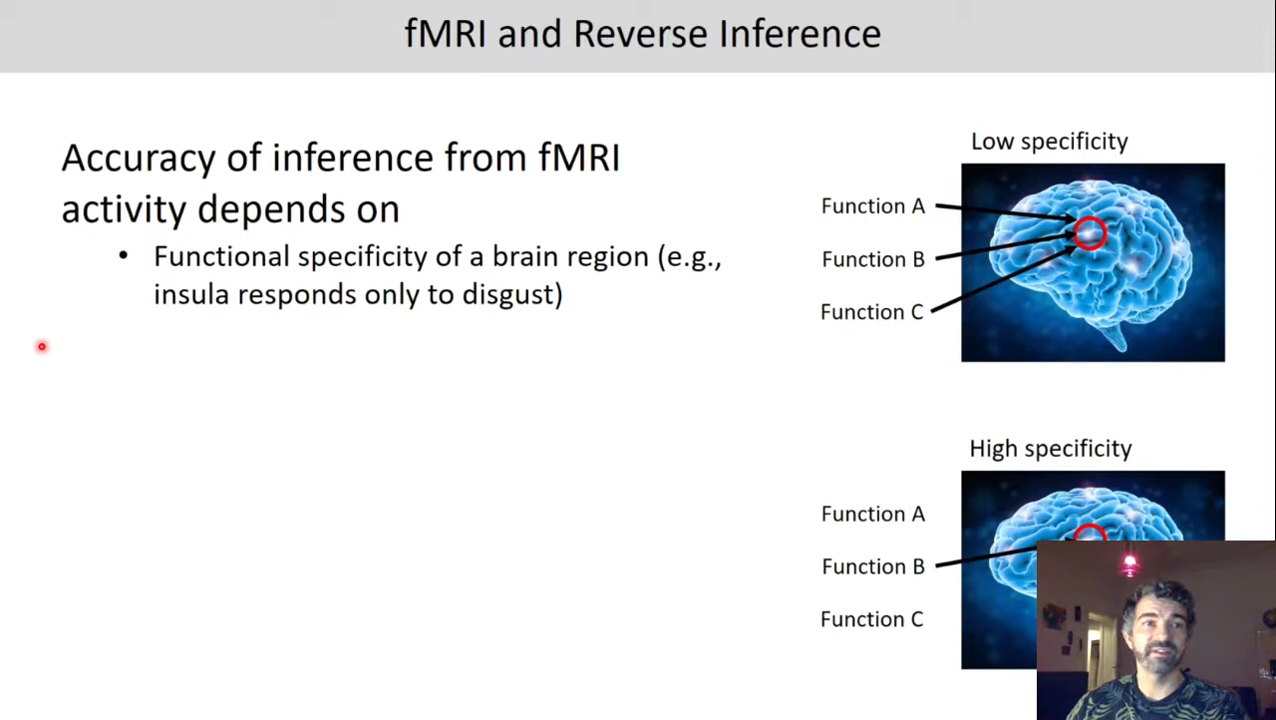 fMRI and Reverse Inference
Accuracy of inference from fMRI
activity depends on
• Functional specificity of a brain region (e.g.,
insula responds only to disgust)
Low specificity
Function A
Function B
Function C
High specificity
Function A
Function B
Function C